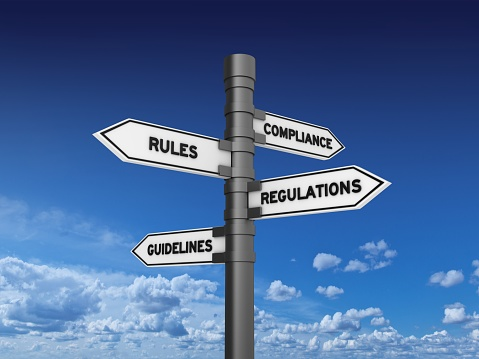 COMPLIANCE
RULES
REGULATIONS
GUIDELINES